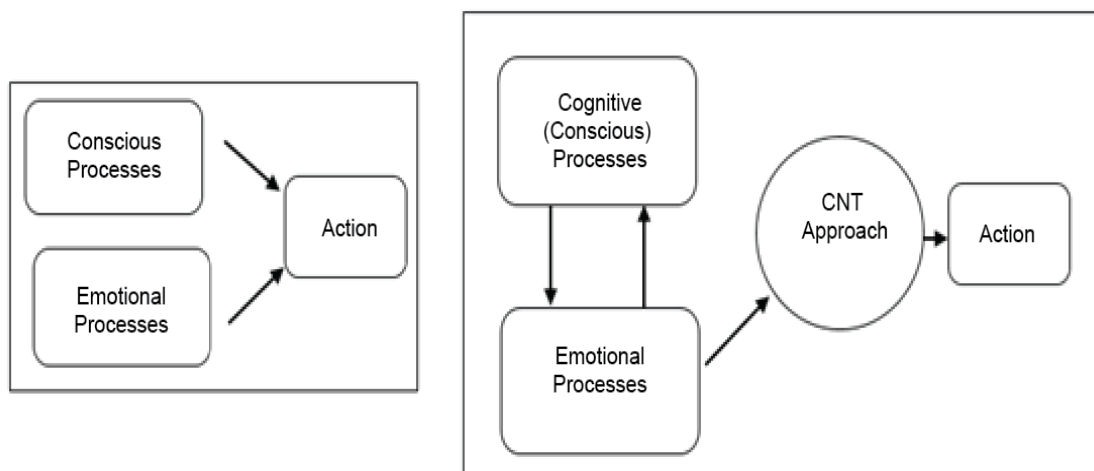 Conscious
Processes
Action
Emotional
Processes
Cognitive
(Conscious)
Processes
CNT
Approach
Action
Emotional
Processes